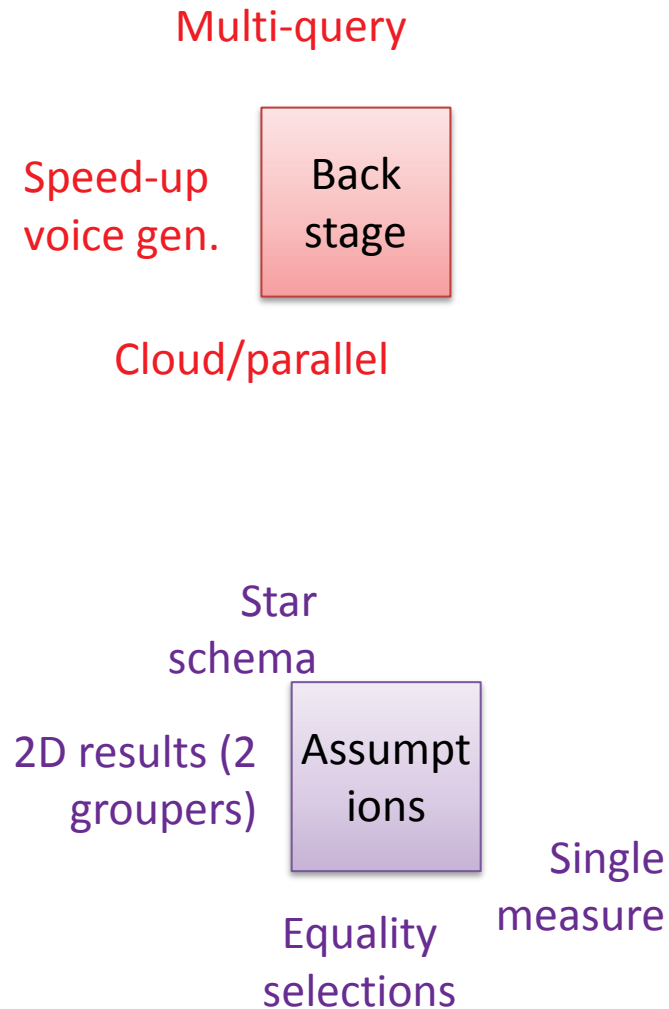 Multi-query
Speed-up
voice gen.
Back
stage
Cloud/parallel
Star
schema
2D results (2
groupers)
Assumpt
ions
Single
measure
Equality
selections